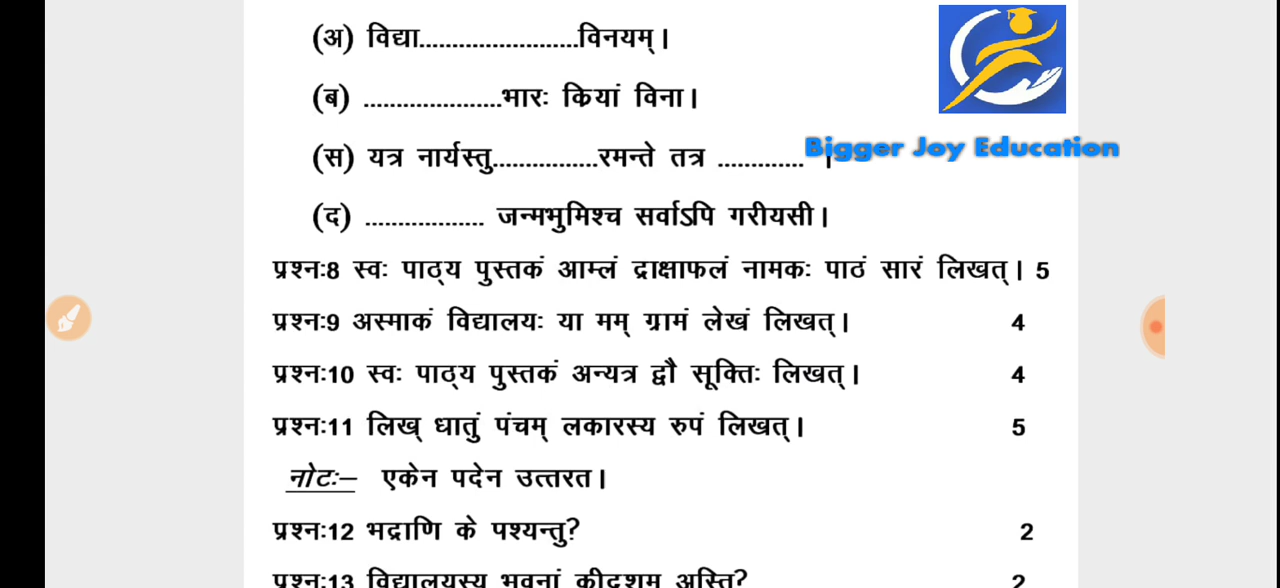 (अ) विद्या........................विनयम्।
(ब) .....................भारः कियां विना।
(स) यत्र नार्यस्तु................रमन्ते तत्र .............।
Bigger Joy Education
(द) .................. जन्मभुमिश्च सर्वाऽपि गरीयसी।
प्रश्नः8 स्वः पाठ्य पुस्तकं आम्लं द्राक्षाफलं नामकः पाठं सारं लिखत्। 5
प्रश्नः9 अस्माकं विद्यालयः या मम् ग्रामं लेखं लिखत्। 4
प्रश्नः10 स्वः पाठ्य पुस्तकं अन्यत्र द्वौ सूक्तिः लिखत्। 4
प्रश्नः11 लिख् धातुं पंचम् लकारस्य रुपं लिखत्। 5
नोटः– एकेन पदेन उत्तरत।
प्रश्नः12 भद्राणि के पश्यन्तु? 2
प्रश्नः13 विद्यालयस्य भवनां कीदृशम् अस्ति? 2